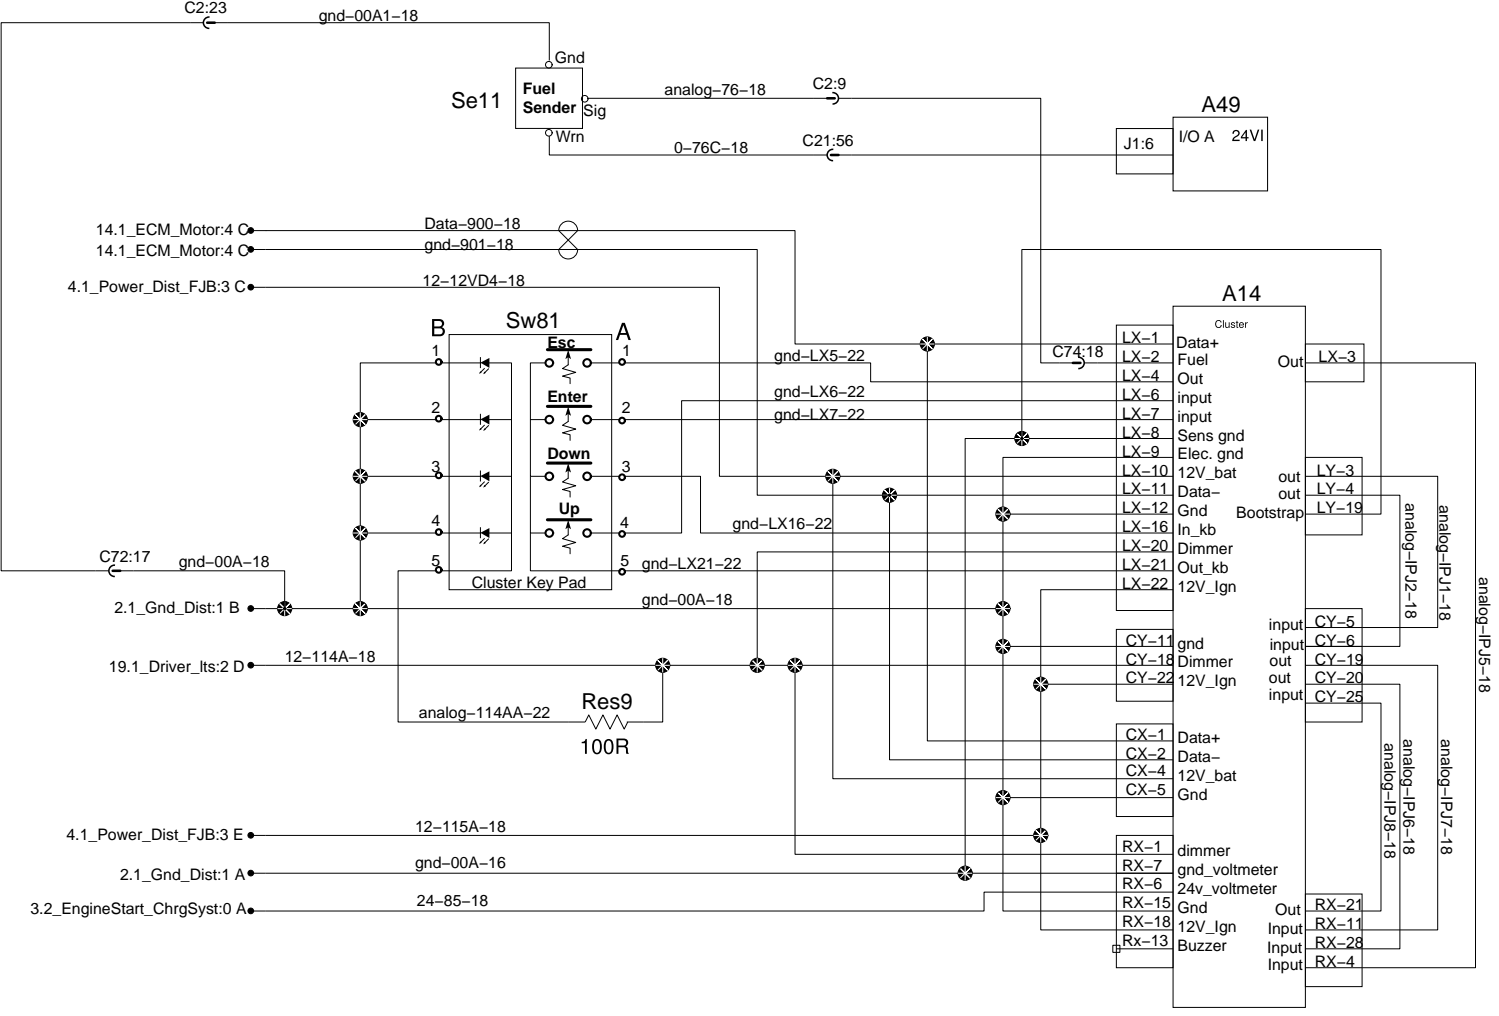 C2:23
gnd-00A1-18
Gnd
Se11
Fuel
Sender
Sig
Wrn
analog-76-18
C2:9
0-76C-18
C21:56
A49
J1:6
I/O A 24VI
14.1_ECM_Motor:4 C
Data-900-18
14.1_ECM_Motor:4 C
gnd-901-18
4.1_Power_Dist_FJB:3 C
12-12VD4-18
B
Sw81
A
1
Esc
1
2
Enter
2
3
Down
3
4
Up
4
5
5
Cluster Key Pad
gnd-LX5-22
gnd-LX6-22
gnd-LX7-22
gnd-LX16-22
gnd-LX21-22
C74:18
C72:17
gnd-00A-18
2.1_Gnd_Dist:1 B
gnd-00A-18
19.1_Driver_lts:2 D
12-114A-18
analog-114AA-22
Res9
100R
4.1_Power_Dist_FJB:3 E
12-115A-18
2.1_Gnd_Dist:1 A
gnd-00A-16
3.2_EngineStart_ChrgSyst:0 A
24-85-18
A14
Cluster
LX-1 Data+
LX-2 Fuel
LX-4 Out
LX-6 input
LX-7 input
LX-8 Sens gnd
LX-9 Elec. gnd
LX-10 12V_bat
LX-11 Data-
LX-12 Gnd
LX-16 In_kb
LX-20 Dimmer
LX-21 Out_kb
LX-22 12V_Ign
CY-11 gnd
CY-18 Dimmer
CY-22 12V_Ign
CX-1 Data+
CX-2 Data-
CX-4 12V_bat
CX-5 Gnd
RX-1 dimmer
RX-7 gnd_voltmeter
RX-6 24v_voltmeter
RX-15 Gnd
RX-18 12V_Ign
Rx-13 Buzzer
Out LX-3
out LY-3
out LY-4
Bootstrap LY-19
input CY-5
input CY-6
out CY-19
out CY-20
input CY-25
Out RX-21
Input RX-11
Input RX-28
Input RX-4
analog-IPJ2-18
analog-IPJ1-18
analog-IPJ5-18
analog-IPJ8-18
analog-IPJ6-18
analog-IPJ7-18